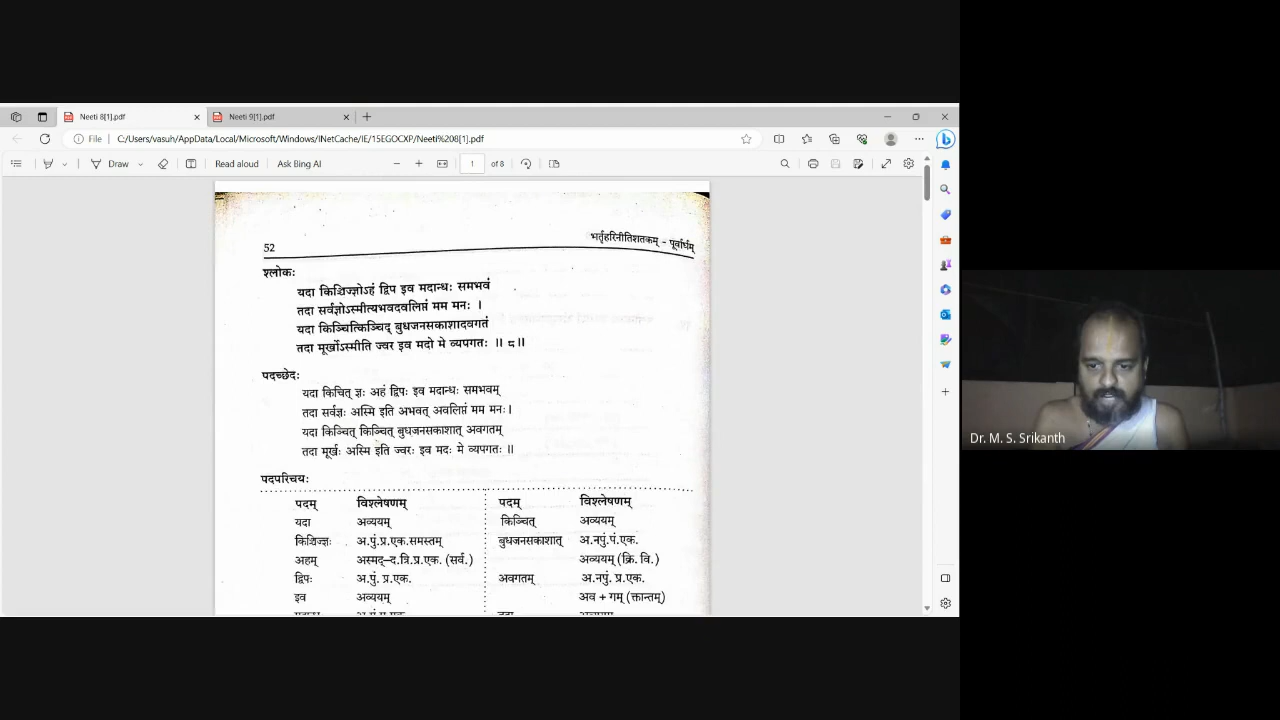 Neeti 8[1].pdf
Neeti 9[1].pdf
File C:/Users/vasuh/AppData/Local/Microsoft/Windows/INetCache/IE/15EGOCXP/Neeti%208[1].pdf
Draw Read aloud Ask Bing AI 1 of 8
52 भर्तृहरिनीतिशतकम् - पूर्वार्धम्
श्लोकः
यदा किञ्चिज्ज्ञोऽहं द्विप इव मदान्धः समभवं
तदा सर्वज्ञोऽस्मीत्यभवदवलिप्तं मम मनः ।
यदा किञ्चित्किञ्चिद् बुधजनसकाशादवगतं
तदा मूर्खोऽस्मीति ज्वर इव मदो मे व्यपगतः ।। ८।।
पदच्छेदः
यदा किचित् ज्ञः अहं द्विपः इव मदान्धः समभवम्
तदा सर्वज्ञः अस्मि इति अभवत् अवलिप्तं मम मनः।
यदा किञ्चित् किञ्चित् बुधजनसकाशात् अवगतम्
तदा मूर्खः अस्मि इति ज्वरः इव मदः मे व्यपगतः ।।
पदपरिचयः
पदम् विश्लेषणम् पदम् विश्लेषणम्
यदा अव्ययम् किञ्चित् अव्ययम्
किञ्चिज्ज्ञः अ.पुं.प्र.एक.समस्तम् बुधजनसकाशात् अ.नपुं.पं.एक.
अहम् अस्मद्–द.त्रि.प्र.एक. (सर्व.) अव्ययम् (क्रि. वि.)
द्विपः अ.पुं. प्र.एक. अवगतम् अ.नपुं. प्र.एक.
इव अव्ययम् अव + गम् (क्तान्तम्)
Dr. M. S. Srikanth